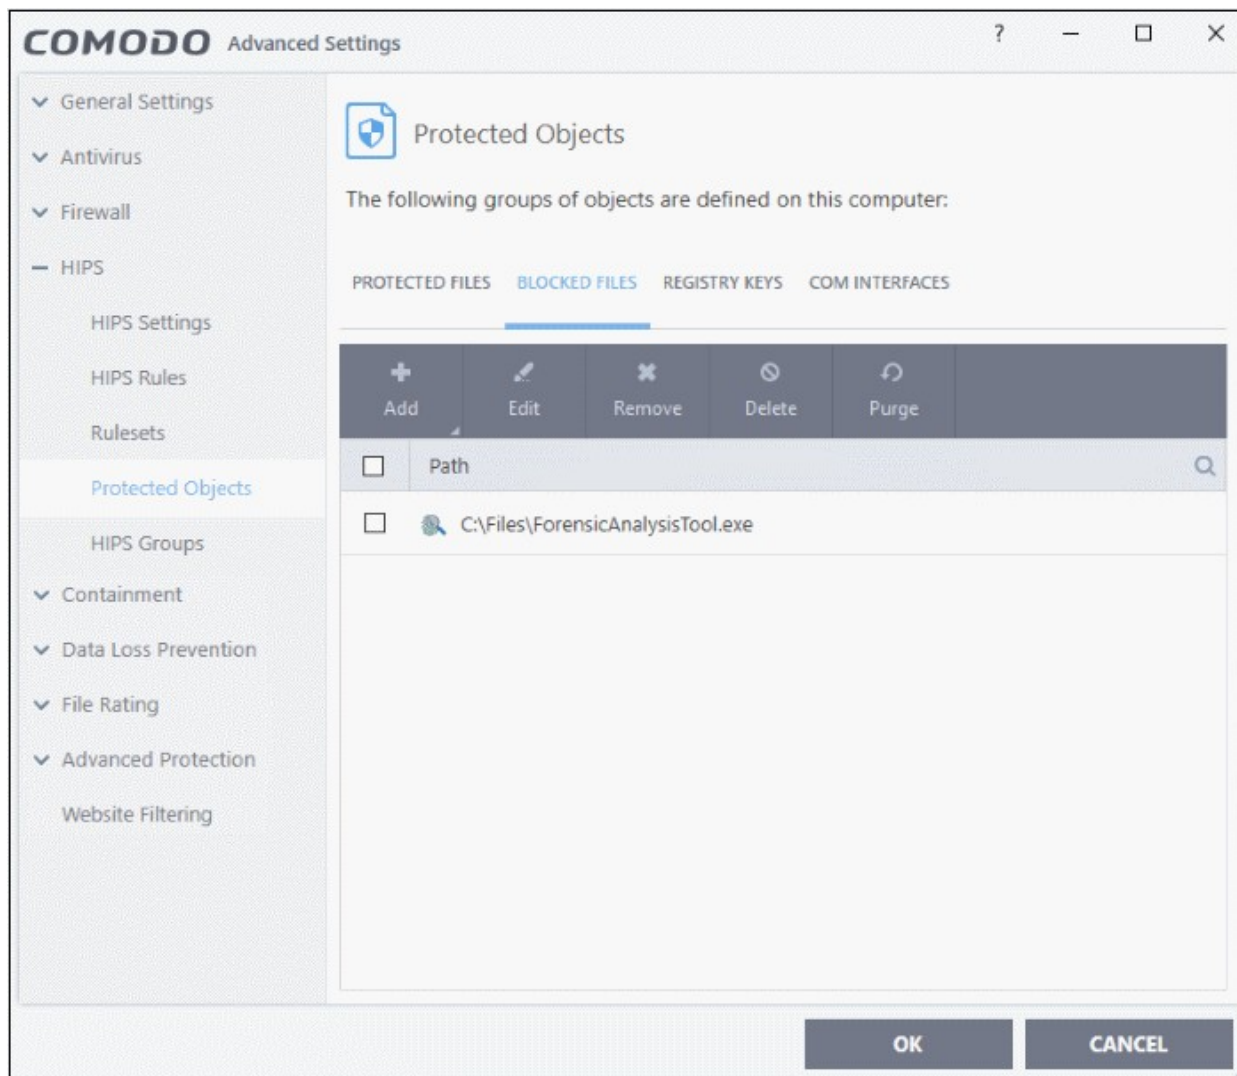 COMODO Advanced Settings ?
General Settings
Antivirus
Firewall
HIPS
HIPS Settings
HIPS Rules
Rulesets
Protected Objects
HIPS Groups
Containment
Data Loss Prevention
File Rating
Advanced Protection
Website Filtering
Protected Objects
The following groups of objects are defined on this computer:
PROTECTED FILES BLOCKED FILES REGISTRY KEYS COM INTERFACES
Add Edit Remove Delete Purge
Path
C:\Files\ForensicAnalysisTool.exe
OK CANCEL